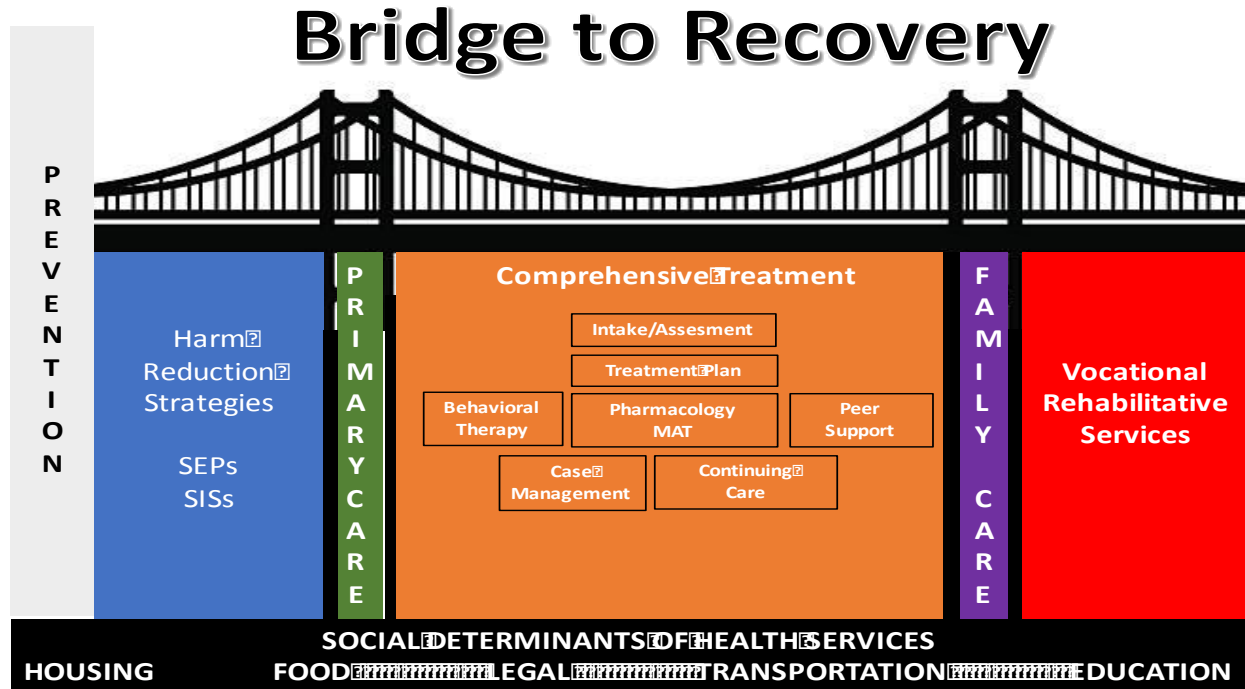 Bridge to Recovery
PREVENTION
Harm
Reduction
Strategies
SEPs
SISs
PRIMARY CARE
Comprehensive Treatment
Intake/Assesment
Treatment Plan
Behavioral
Therapy
Pharmacology
MAT
Peer
Support
Case
Management
Continuing
Care
FAMILY CARE
Vocational
Rehabilitative
Services
SOCIAL DETERMINANTS OF HEALTH SERVICES
HOUSING FOOD LEGAL TRANSPORTATION EDUCATION